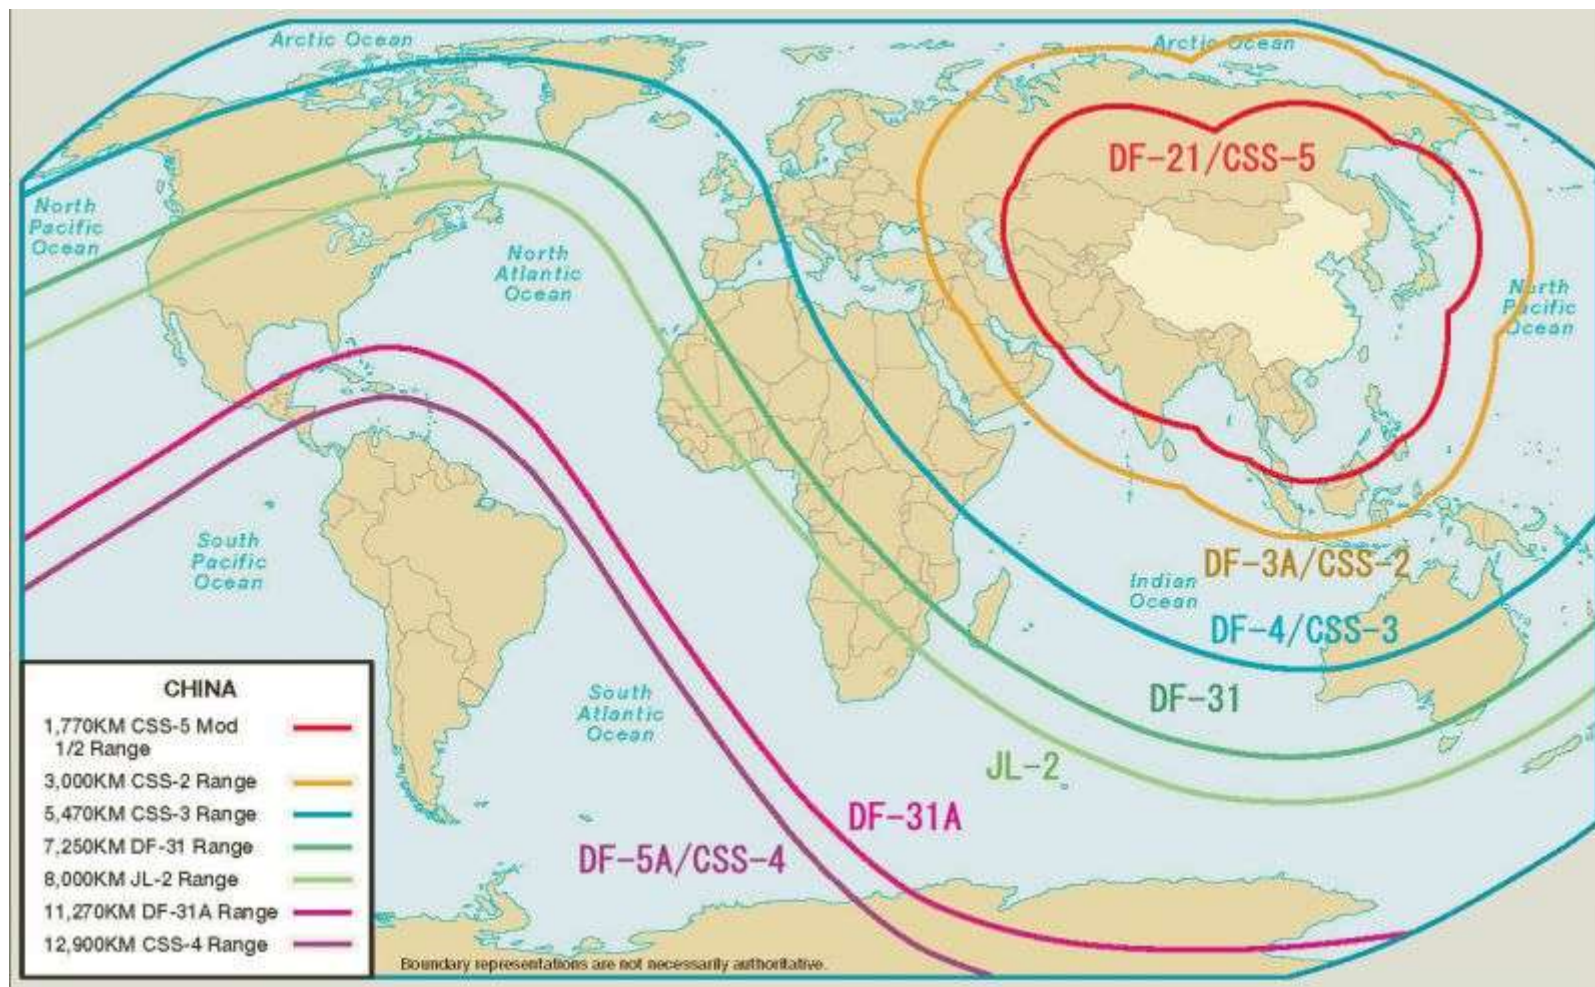 Arctic Ocean
Arctic Ocean
DF-21/CSS-5
North
Pacific
Ocean
North
Atlantic
Ocean
North
Pacific
Ocean
South
Pacific
Ocean
DF-3A/CSS-2
Indian
Ocean
DF-4/CSS-3
South
Atlantic
Ocean
DF-31
JL-2
DF-31A
DF-5A/CSS-4
CHINA
1,770KM CSS-5 Mod
1/2 Range
3,000KM CSS-2 Range
5,470KM CSS-3 Range
7,250KM DF-31 Range
8,000KM JL-2 Range
11,270KM DF-31A Range
12,900KM CSS-4 Range
Boundary representations are not necessarily authoritative.